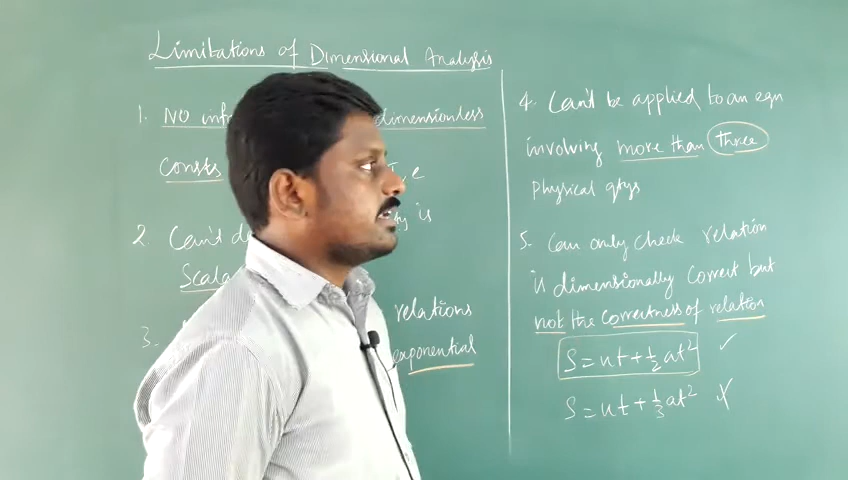 Limitations of Dimensional Analysis
1. NO inf dimensionless
Consts e
2. Can't d is
Scala
3. relations
exponential
4. Can't be applied to an eqn
involving more than three
Physical qtys
5. Can only check relation
is dimensionally Correct but
not the correctness of relation
S = ut + 1/2 at² ✓
S = ut + 1/3 at² ✗